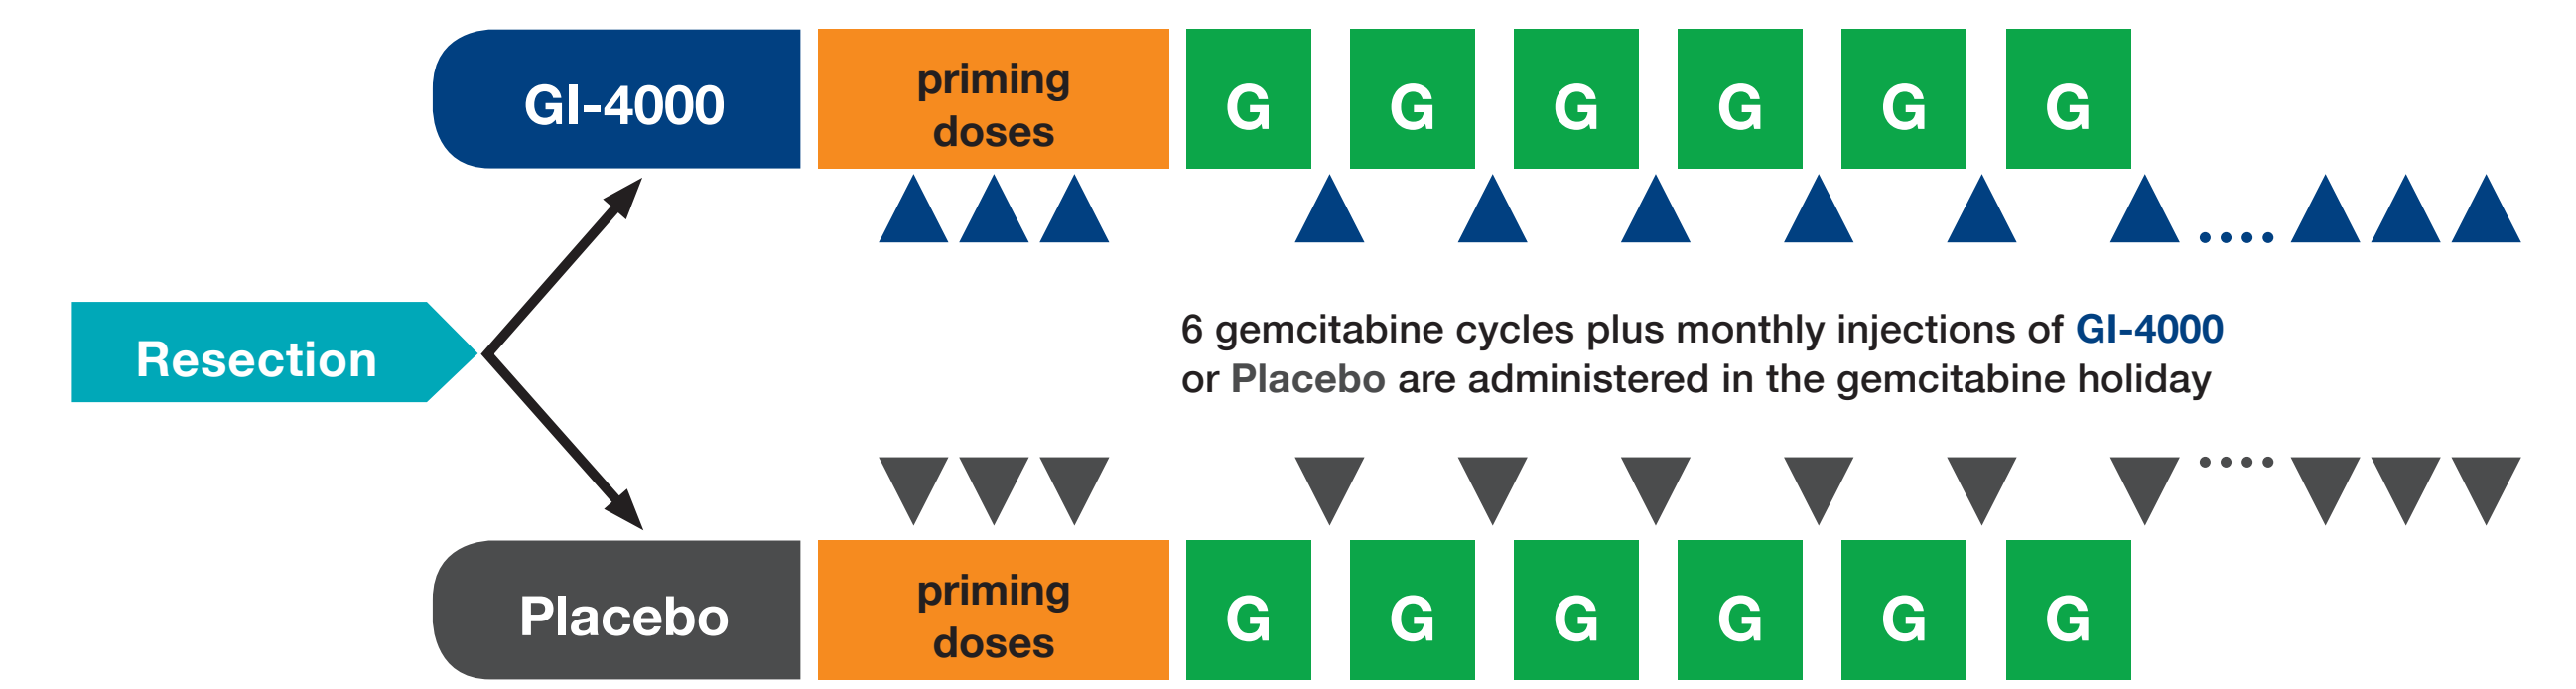 GI-4000
priming
doses
G G G G G G
Resection
6 gemcitabine cycles plus monthly injections of GI-4000
or Placebo are administered in the gemcitabine holiday
Placebo
priming
doses
G G G G G G